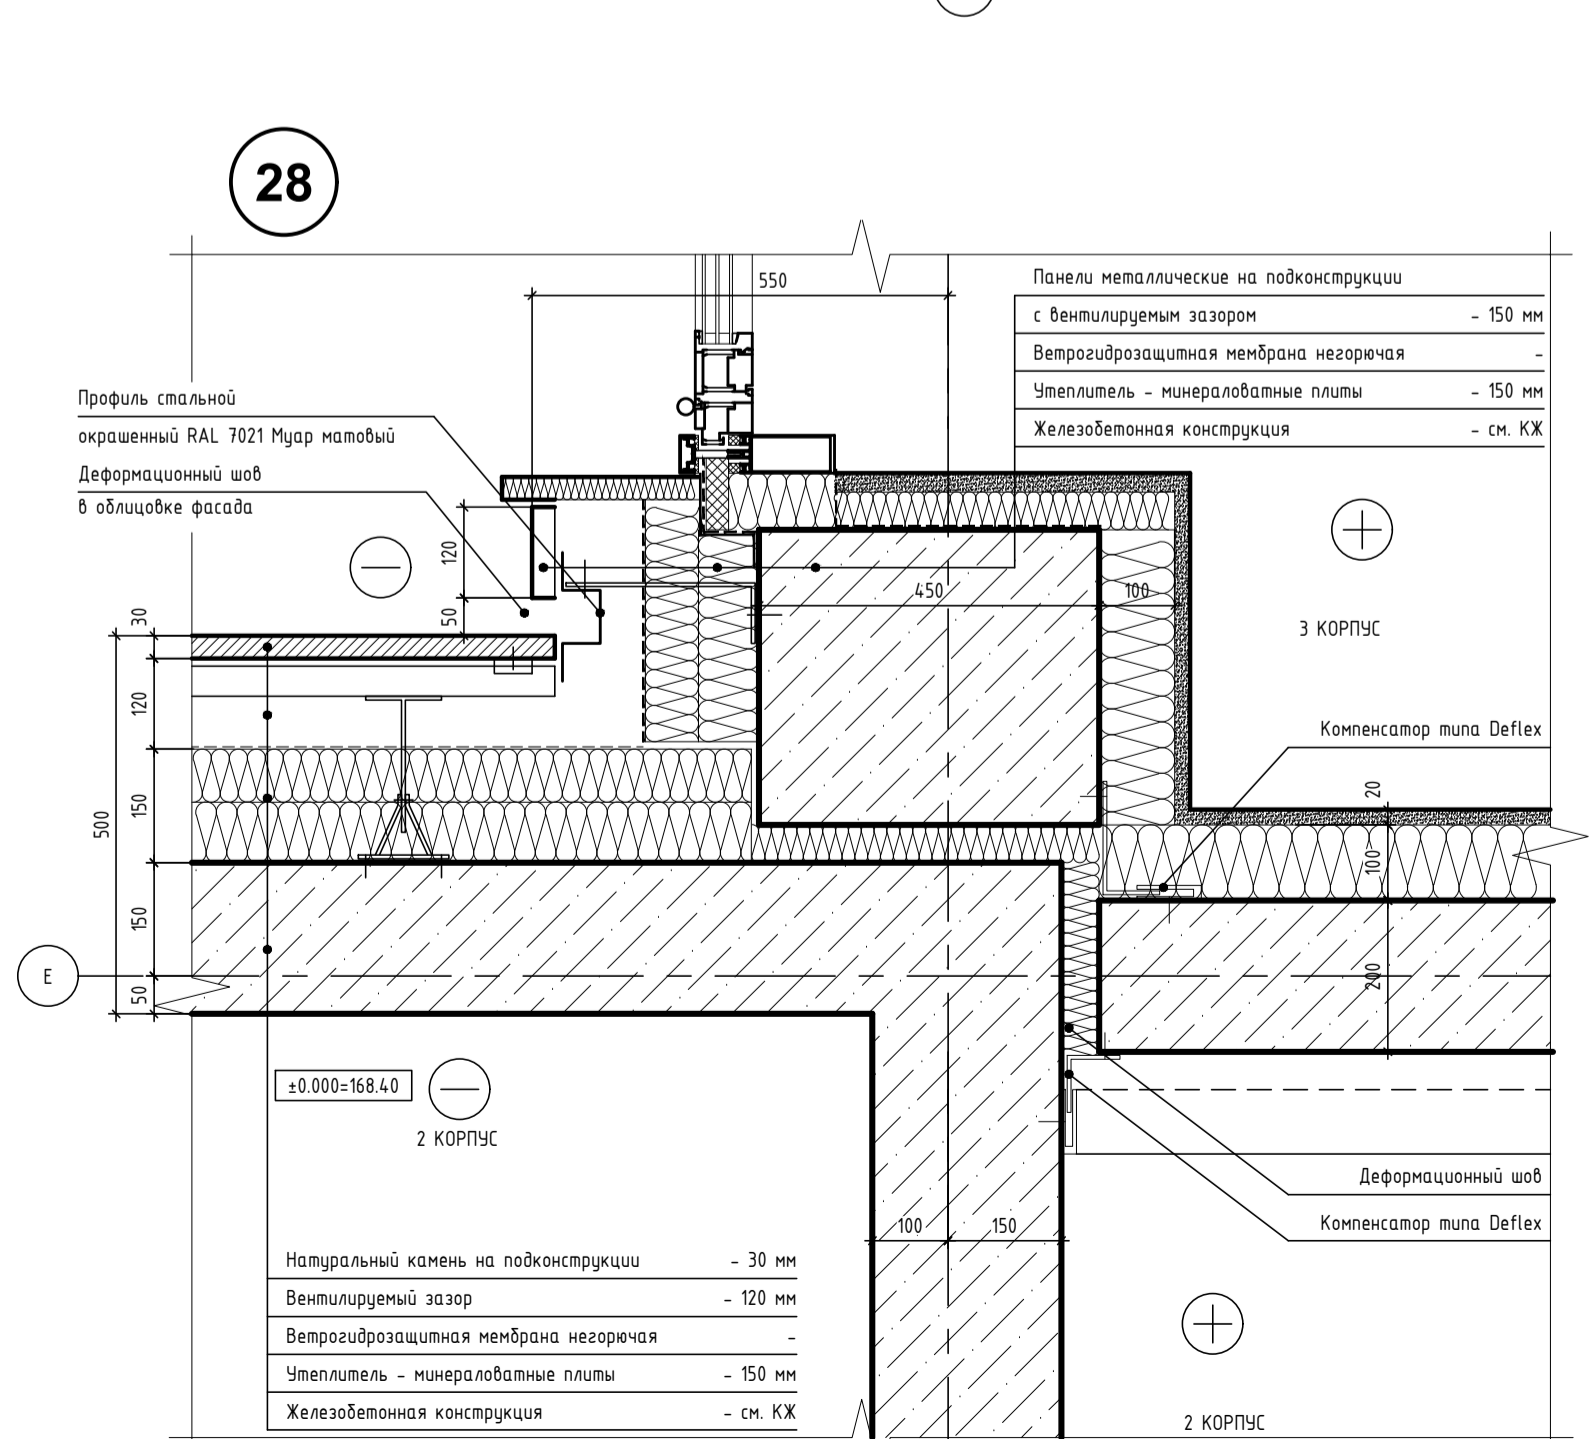 28
550
Панели металлические на подконструкции
с вентилируемым зазором - 150 мм
Ветрогидрозащитная мембрана негорючая -
Утеплитель - минераловатные плиты - 150 мм
Железобетонная конструкция - см. КЖ
Профиль стальной
окрашенный RAL 7021 Муар матовый
Деформационный шов
в облицовке фасада
120
50
450
100
3 КОРПУС
30
120
150
500
150
50
Е
Компенсатор типа Deflex
20
100
200
±0.000=168.40
2 КОРПУС
Деформационный шов
Компенсатор типа Deflex
100
150
Натуральный камень на подконструкции - 30 мм
Вентилируемый зазор - 120 мм
Ветрогидрозащитная мембрана негорючая -
Утеплитель - минераловатные плиты - 150 мм
Железобетонная конструкция - см. КЖ
2 КОРПУС